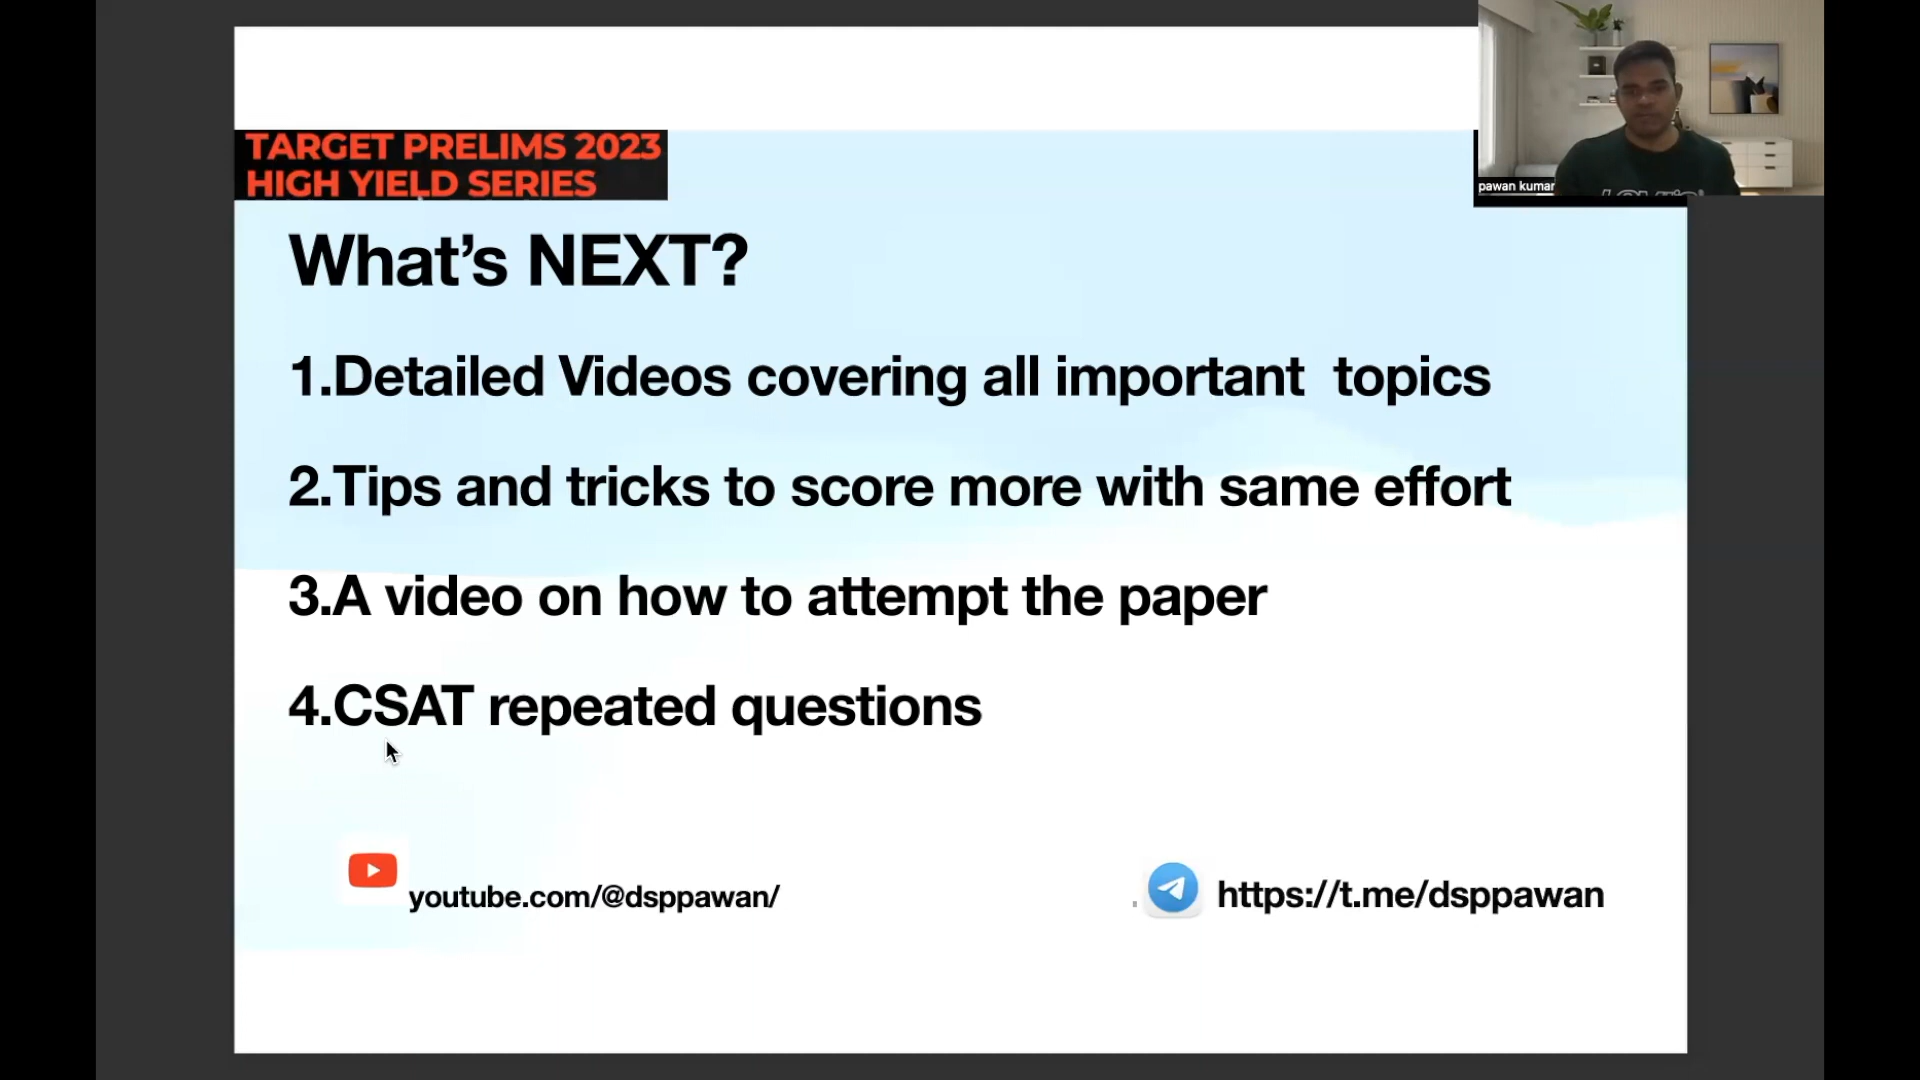 TARGET PRELIMS 2023
HIGH YIELD SERIES
pawan kumar
What’s NEXT?
1.Detailed Videos covering all important  topics
2.Tips and tricks to score more with same effort
3.A video on how to attempt the paper
4.CSAT repeated questions
youtube.com/@dsppawan/
https://t.me/dsppawan